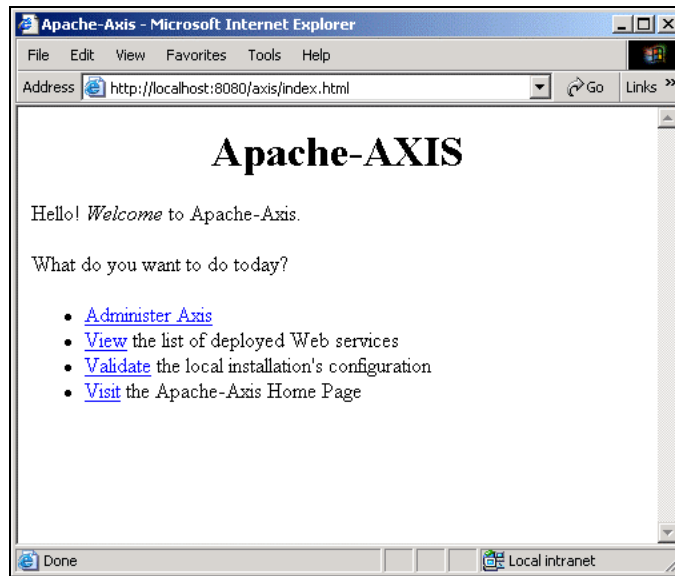 Apache-Axis - Microsoft Internet Explorer
File Edit View Favorites Tools Help
Address http://localhost:8080/axis/index.html Go Links »
Apache-AXIS
Hello! Welcome to Apache-Axis.
What do you want to do today?
• Administer Axis
• View the list of deployed Web services
• Validate the local installation's configuration
• Visit the Apache-Axis Home Page
Done Local intranet